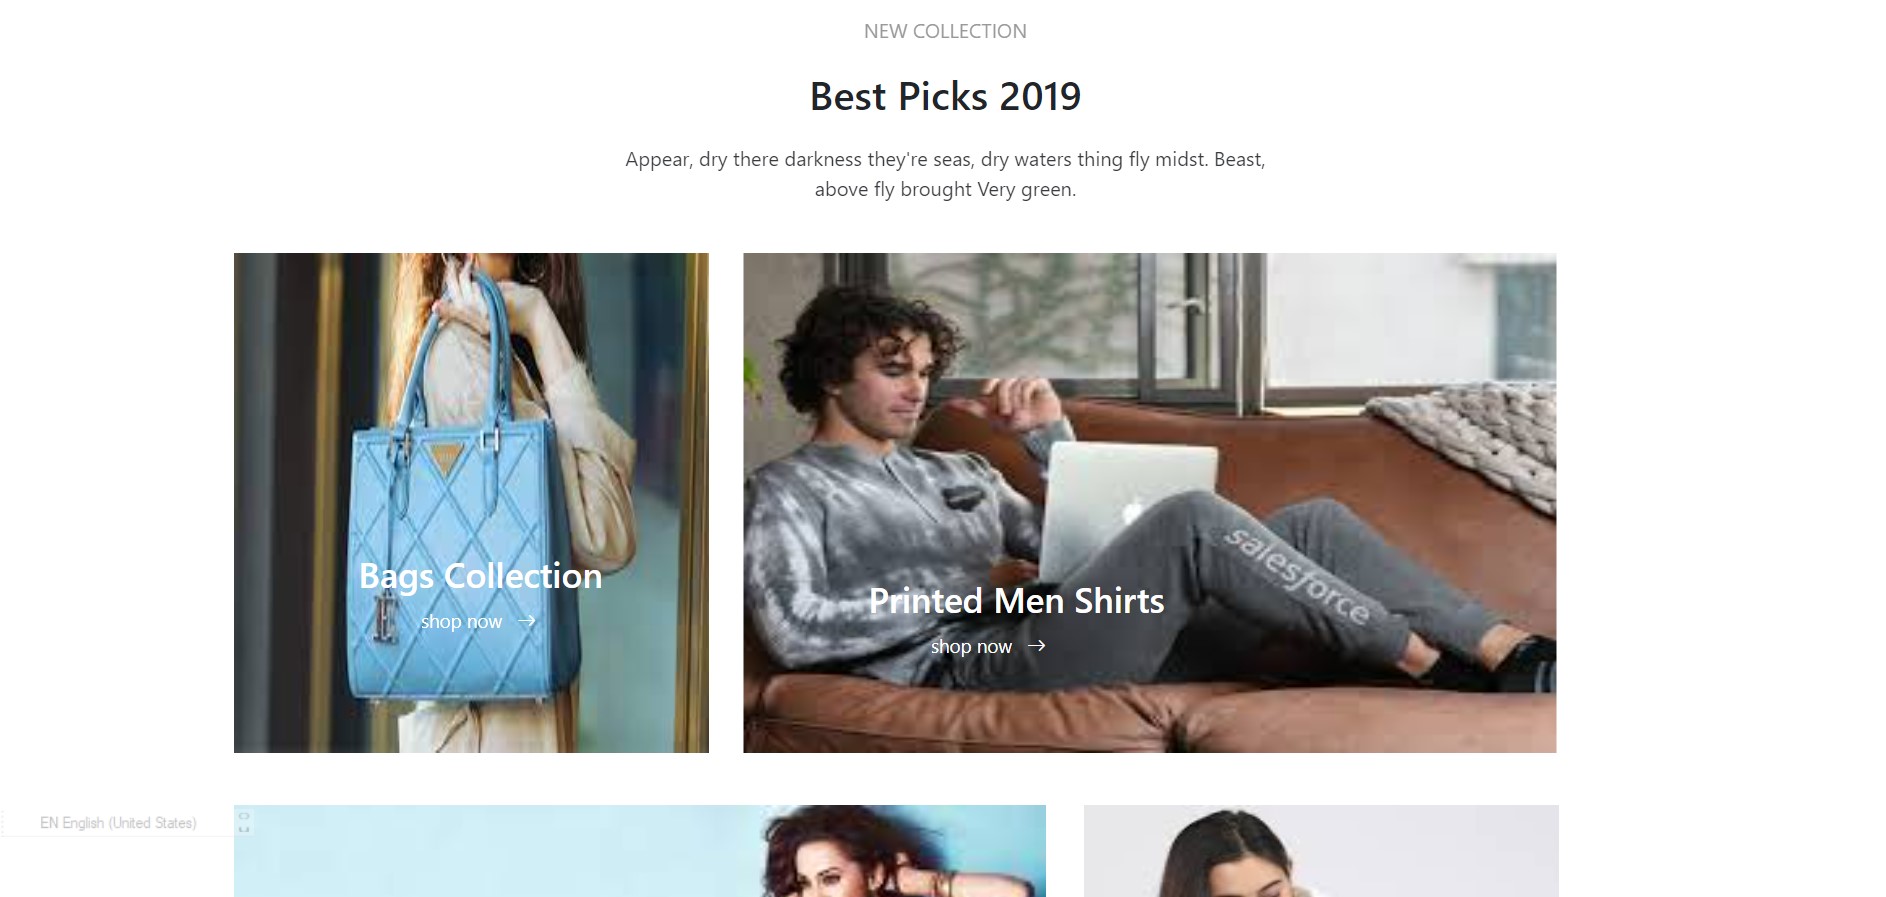 NEW COLLECTION
Best Picks 2019
Appear, dry there darkness they're seas, dry waters thing fly midst. Beast,
above fly brought Very green.
Bags Collection
shop now →
salesforce
Printed Men Shirts
shop now →
EN English (United States)